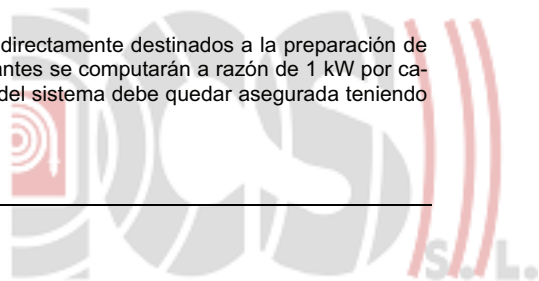 directamente destinados a la preparación de
antes se computarán a razón de 1 kW por ca-
del sistema debe quedar asegurada teniendo
CS
S. L.